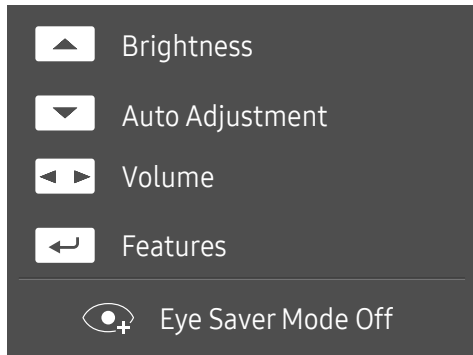 Brightness
Auto Adjustment
Volume
Features
Eye Saver Mode Off